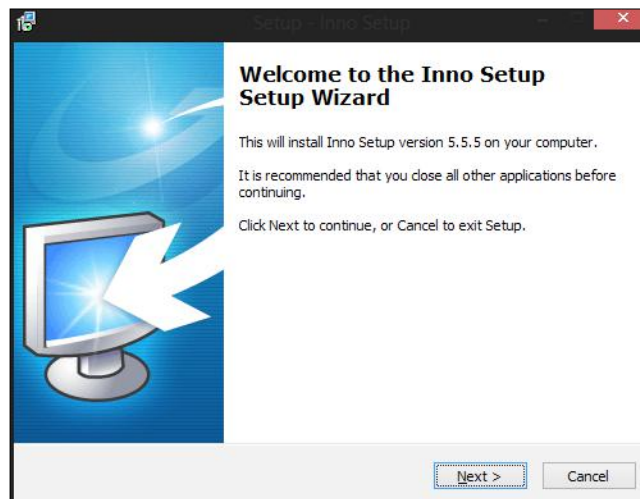 Setup - Inno Setup
Welcome to the Inno Setup
Setup Wizard
This will install Inno Setup version 5.5.5 on your computer.
It is recommended that you close all other applications before
continuing.
Click Next to continue, or Cancel to exit Setup.
Next >
Cancel